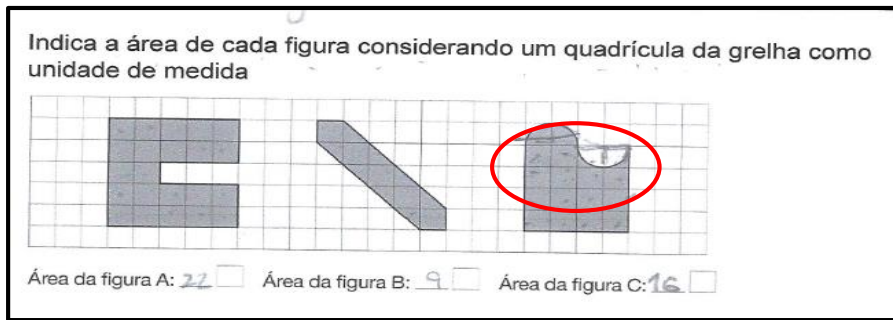 Indica a área de cada figura considerando um quadrícula da grelha como
unidade de medida
Área da figura A: 22 Área da figura B: 9 Área da figura C: 16